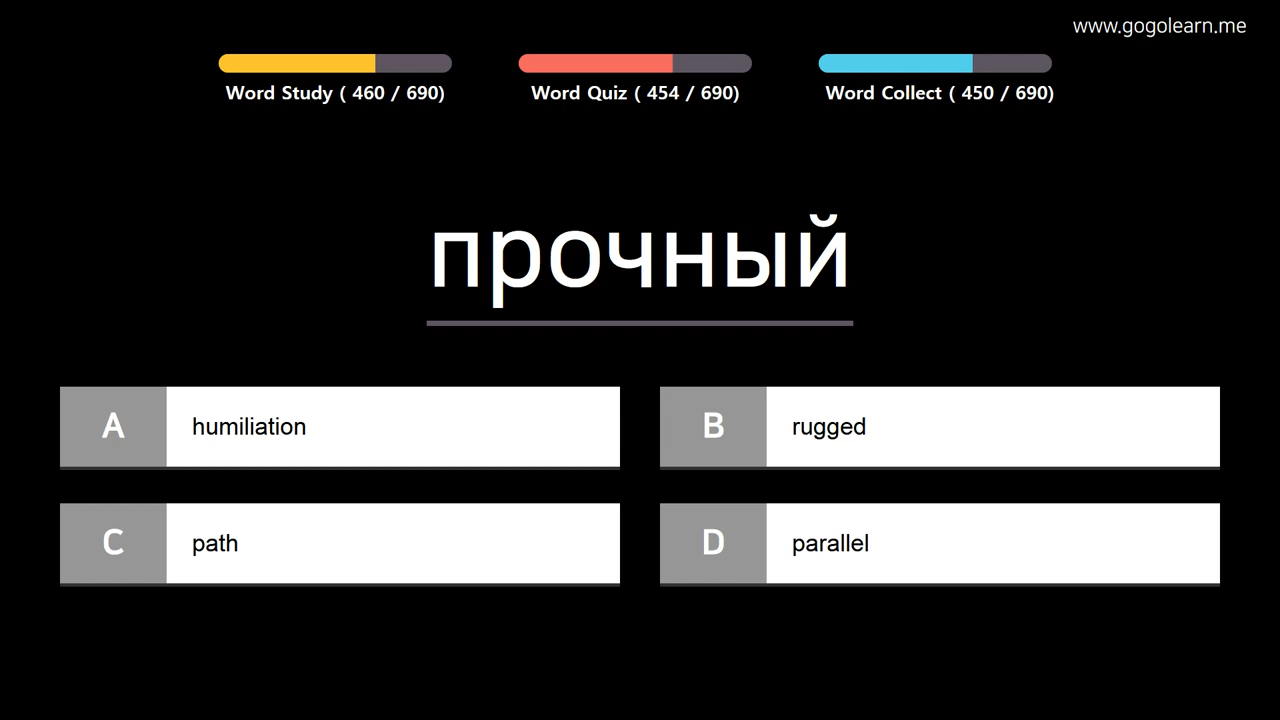 www.gogolearn.me
Word Study ( 460 / 690)
Word Quiz ( 454 / 690)
Word Collect ( 450 / 690)
прочный
A humiliation
B rugged
C path
D parallel